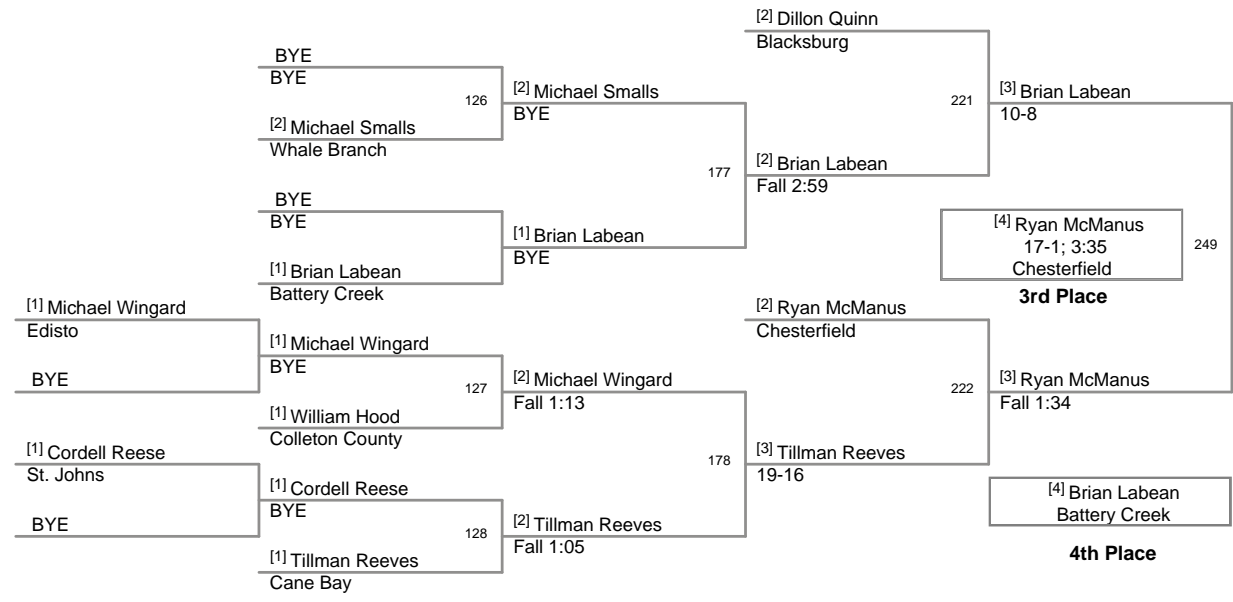 [2] Dillon Quinn
Blacksburg
BYE
BYE
126
[2] Michael Smalls
BYE
221
[3] Brian Labean
10-8
[2] Michael Smalls
Whale Branch
177
[2] Brian Labean
Fall 2:59
BYE
BYE
[1] Brian Labean
BYE
[4] Ryan McManus
17-1; 3:35
Chesterfield
249
3rd Place
[1] Brian Labean
Battery Creek
[1] Michael Wingard
Edisto
[2] Ryan McManus
Chesterfield
[1] Michael Wingard
BYE
BYE
127
[2] Michael Wingard
Fall 1:13
222
[3] Ryan McManus
Fall 1:34
[1] William Hood
Colleton County
[1] Cordell Reese
St. Johns
178
[3] Tillman Reeves
19-16
[1] Cordell Reese
BYE
[4] Brian Labean
Battery Creek
BYE
128
[2] Tillman Reeves
Fall 1:05
4th Place
[1] Tillman Reeves
Cane Bay